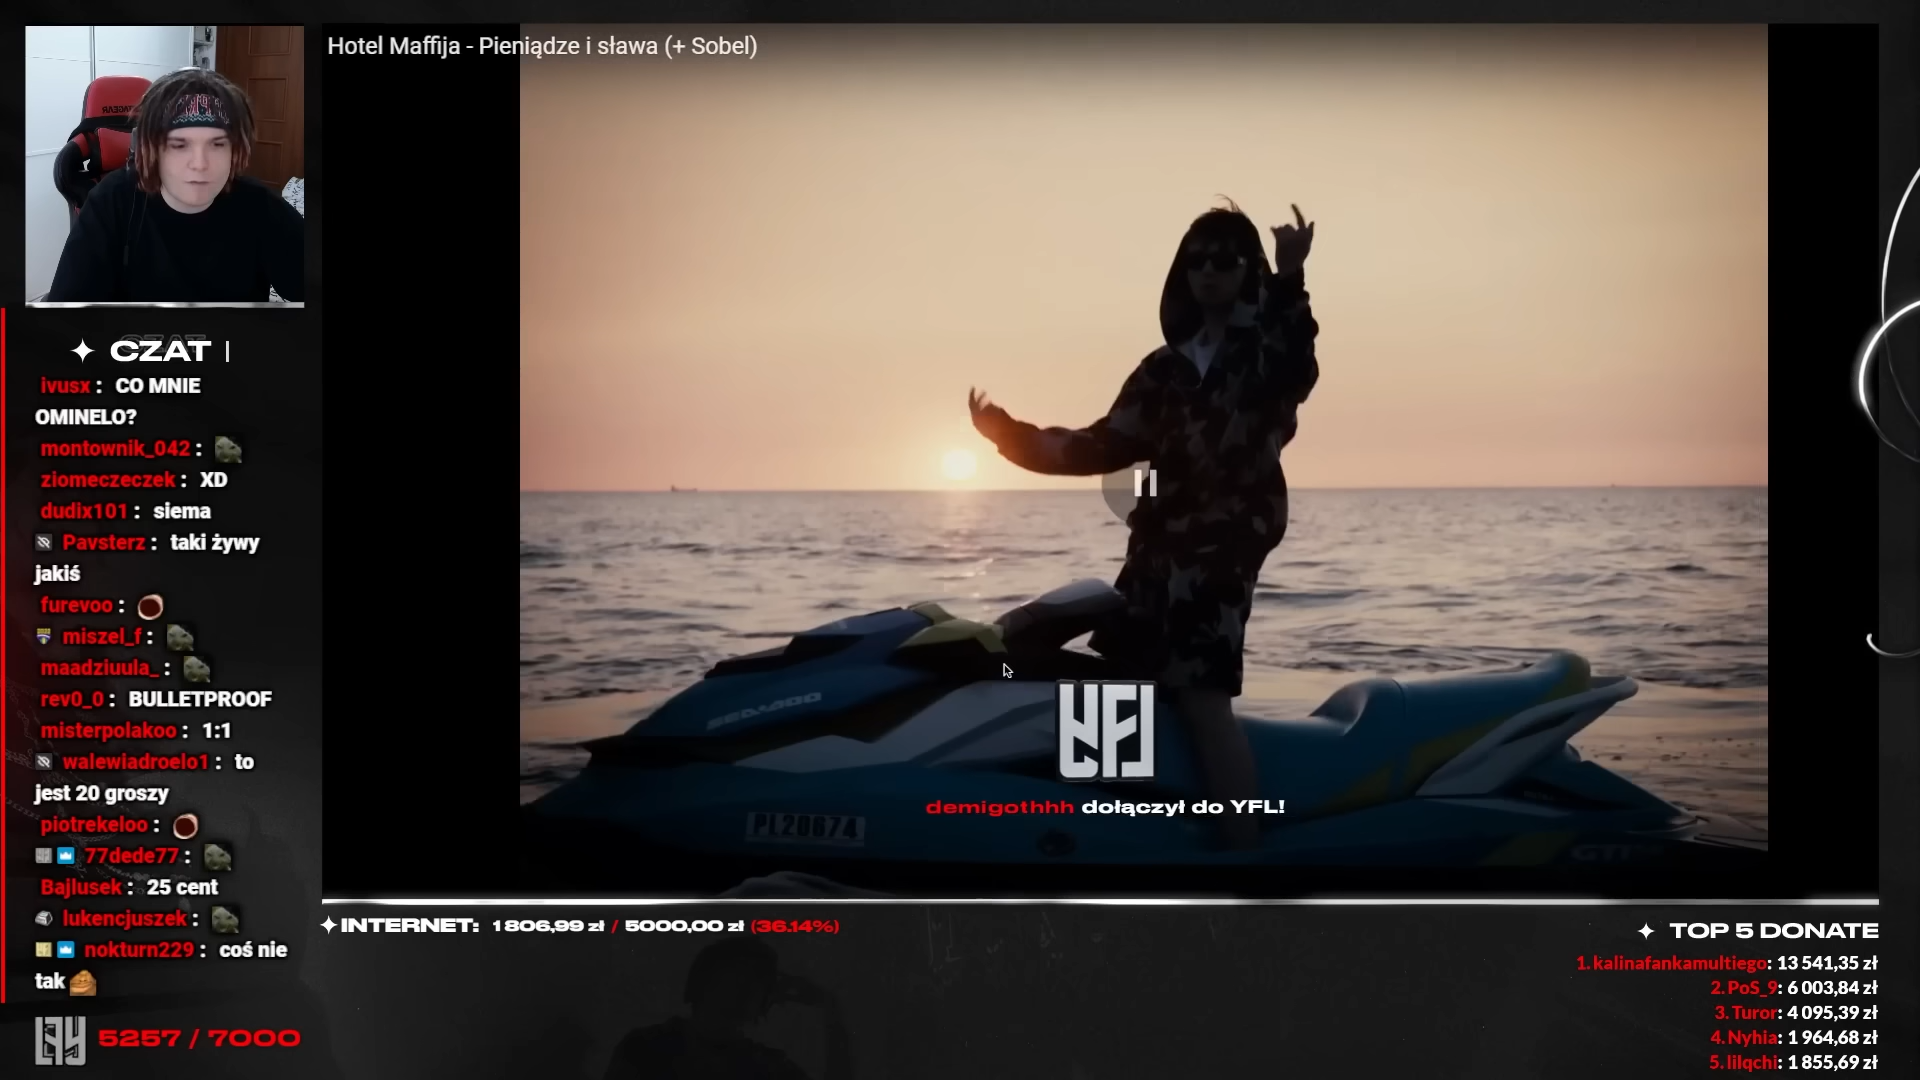 Hotel Maffija - Pieniądze i sława (+ Sobel)
CZAT
ivusx : CO MNIE
OMINELO?
montownik_042 :
ziomeczeczek : XD
dudix101 : siema
Pavsterz : taki żywy
jakiś
furevoo :
miszel_f :
maadziuula_ :
rev0_0 : BULLETPROOF
misterpolakoo : 1:1
walewiadroelo1 : to
jest 20 groszy
piotrekeloo :
77dede77 :
Bajlusek : 25 cent
lukencjuszek :
nokturn229 : coś nie
tak
5257 / 7000
SEA-DOO
YFL
demigothhh dołączył do YFL!
PL20674
INTERNET: 1 806,99 zł / 5000,00 zł (36.14%)
TOP 5 DONATE
1. kalinafankamultiego: 13 541,35 zł
2. PoS_9: 6 003,84 zł
3. Turor: 4 095,39 zł
4. Nyhia: 1 964,68 zł
5. lilqchi: 1 855,69 zł